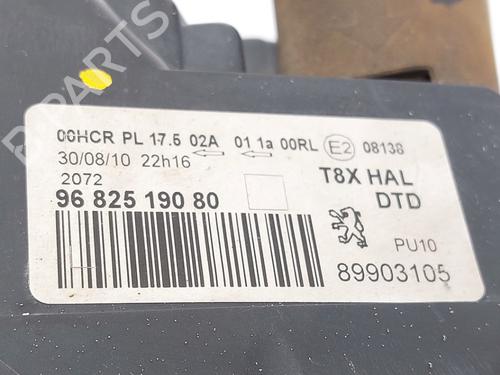 00HCR PL 17.5 02A 01 1a 00RL E2 08138
30/08/10 22h16
2072
96 825 190 80
T8X HAL
DTD
PU10
89903105
B-PARTS